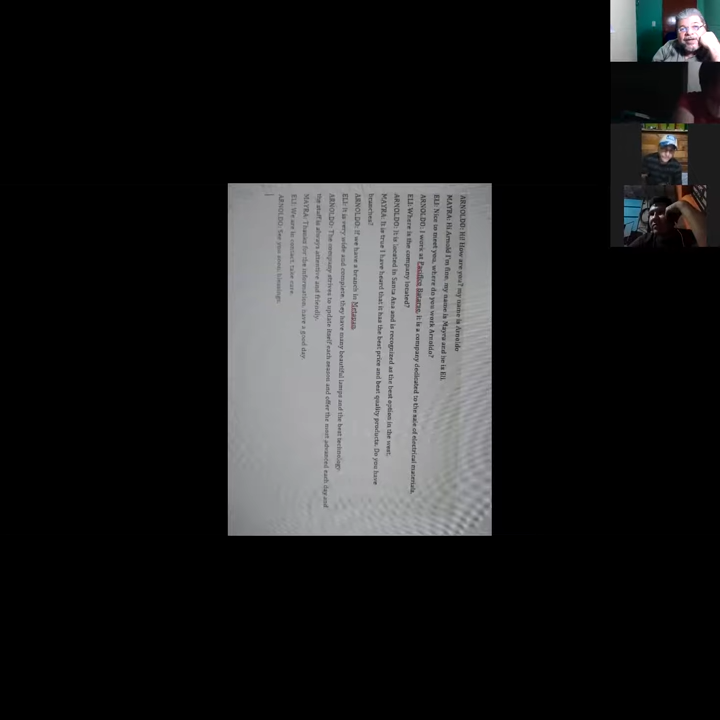 ARNOLDO: Hi! How are you? my name is Arnoldo
MAYRA: Hi Arnold I'm fine, my name is Mayra and he is Eli.
ELI: Nice to meet you, where do you work Arnoldo?
ARNOLDO: I work at Pacifico Bistarsg, it is a company dedicated to the sale of electrical materials.
ELI: Where is the company located?
ARNOLDO: It is located in Santa Ana and is recognized as the best option in the west.
MAYRA: It is true I have heard that it has the best price and best quality products. Do you have
branches?
ARNOLDO: If we have a branch in Metapan
ELI: It is very wide and complete, they have many beautiful lamps and the best technology.
ARNOLDO: The company strives to update itself each season and offer the most advanced each day and
the staff is always attentive and friendly.
MAYRA: Thanks for the information, have a good day.
ELI: We are in contact take care.
ARNOLDO: See you soon, blessings.